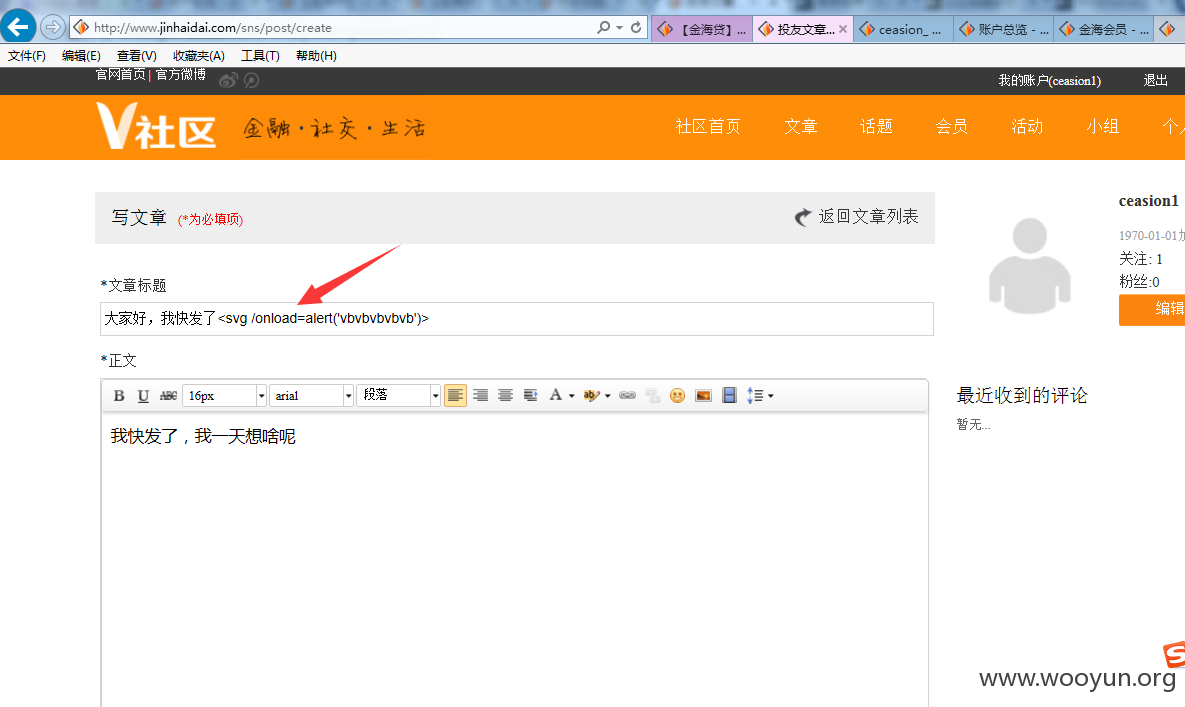 http://www.jinhaidai.com/sns/post/create
【金海贷】... 投友文章... ceasion_ ... 账户总览 - ... 金海会员 - ...
文件(F) 编辑(E) 查看(V) 收藏夹(A) 工具(T) 帮助(H)
官网首页| 官方微博 我的账户(ceasion1) 退出
V社区 金融·社交·生活 社区首页 文章 话题 会员 活动 小组 个
写文章 (*为必填项) 返回文章列表
ceasion1
1970-01-01加
关注: 1
粉丝:0
编辑
*文章标题
大家好，我快发了<svg /onload=alert('vbvbvbvbvb')>
*正文
B U ABC 16px arial 段落 A ab
我快发了，我一天想啥呢
最近收到的评论
暂无...
www.wooyun.org